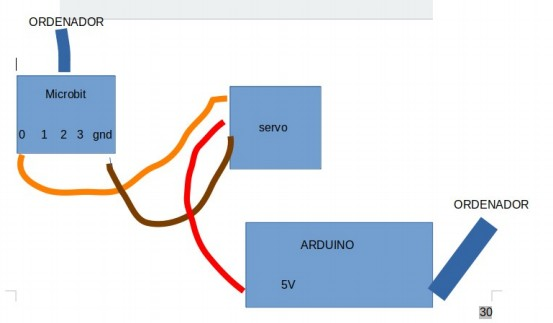 ORDENADOR
Microbit
0 1 2 3 gnd
servo
ORDENADOR
ARDUINO
5V
30